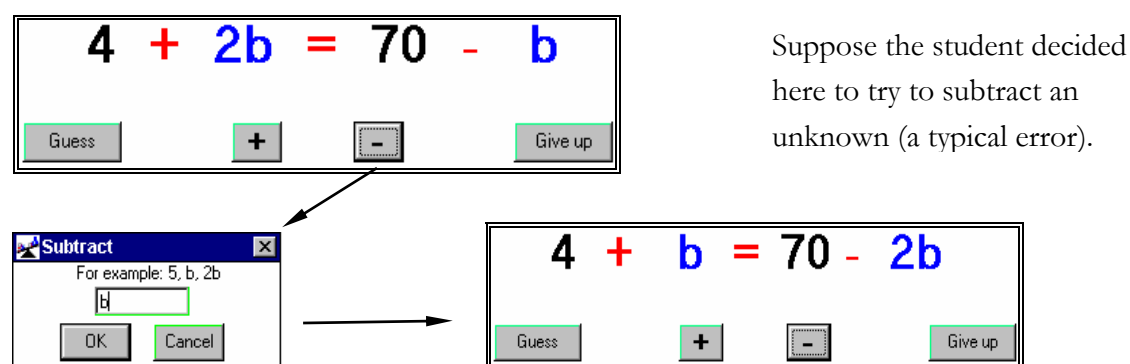 4 + 2b = 70 - b
Guess + - Give up
Suppose the student decided
here to try to subtract an
unknown (a typical error).
Subtract
For example: 5, b, 2b
b
OK Cancel
4 + b = 70 - 2b
Guess + - Give up